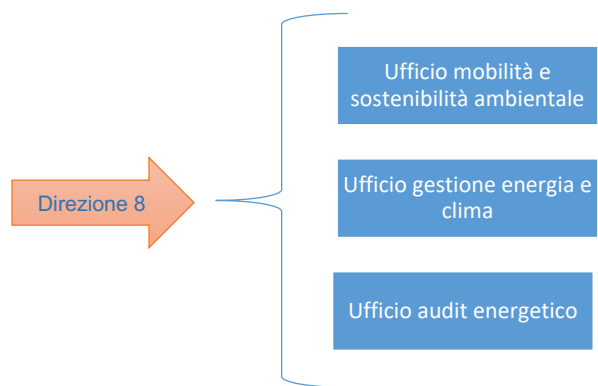 Direzione 8
Ufficio mobilità e
sostenibilità ambientale
Ufficio gestione energia e
clima
Ufficio audit energetico